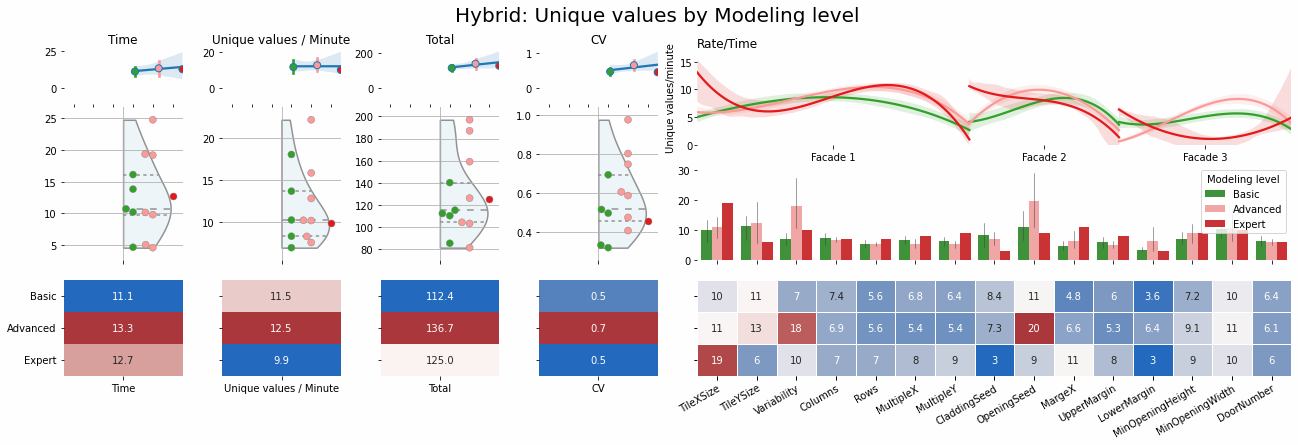 Hybrid: Unique values by Modeling level
Time
Unique values / Minute
Total
CV
Rate/Time
25
0
20
0
200
0
1
0
Unique values/minute
15
10
5
0
Facade 1
Facade 2
Facade 3
25
20
15
10
5
20
15
10
200
180
160
140
120
100
80
1.0
0.8
0.6
0.4
30
20
10
0
Modeling level
Basic
Advanced
Expert
Basic
11.1
11.5
112.4
0.5
10 11 7 7.4 5.6 6.8 6.4 8.4 11 4.8 6 3.6 7.2 10 6.4
Advanced
13.3
12.5
136.7
0.7
11 13 18 6.9 5.6 5.4 5.4 7.3 20 6.6 5.3 6.4 9.1 11 6.1
Expert
12.7
9.9
125.0
0.5
19 6 10 7 7 8 9 3 9 11 8 3 9 10 6
Time
Unique values / Minute
Total
CV
TileXSize
TileYSize
Variability
Columns
Rows
MultipleX
MultipleY
CladdingSeed
OpeningSeed
MargeX
UpperMargin
LowerMargin
MinOpeningHeight
MinOpeningWidth
DoorNumber